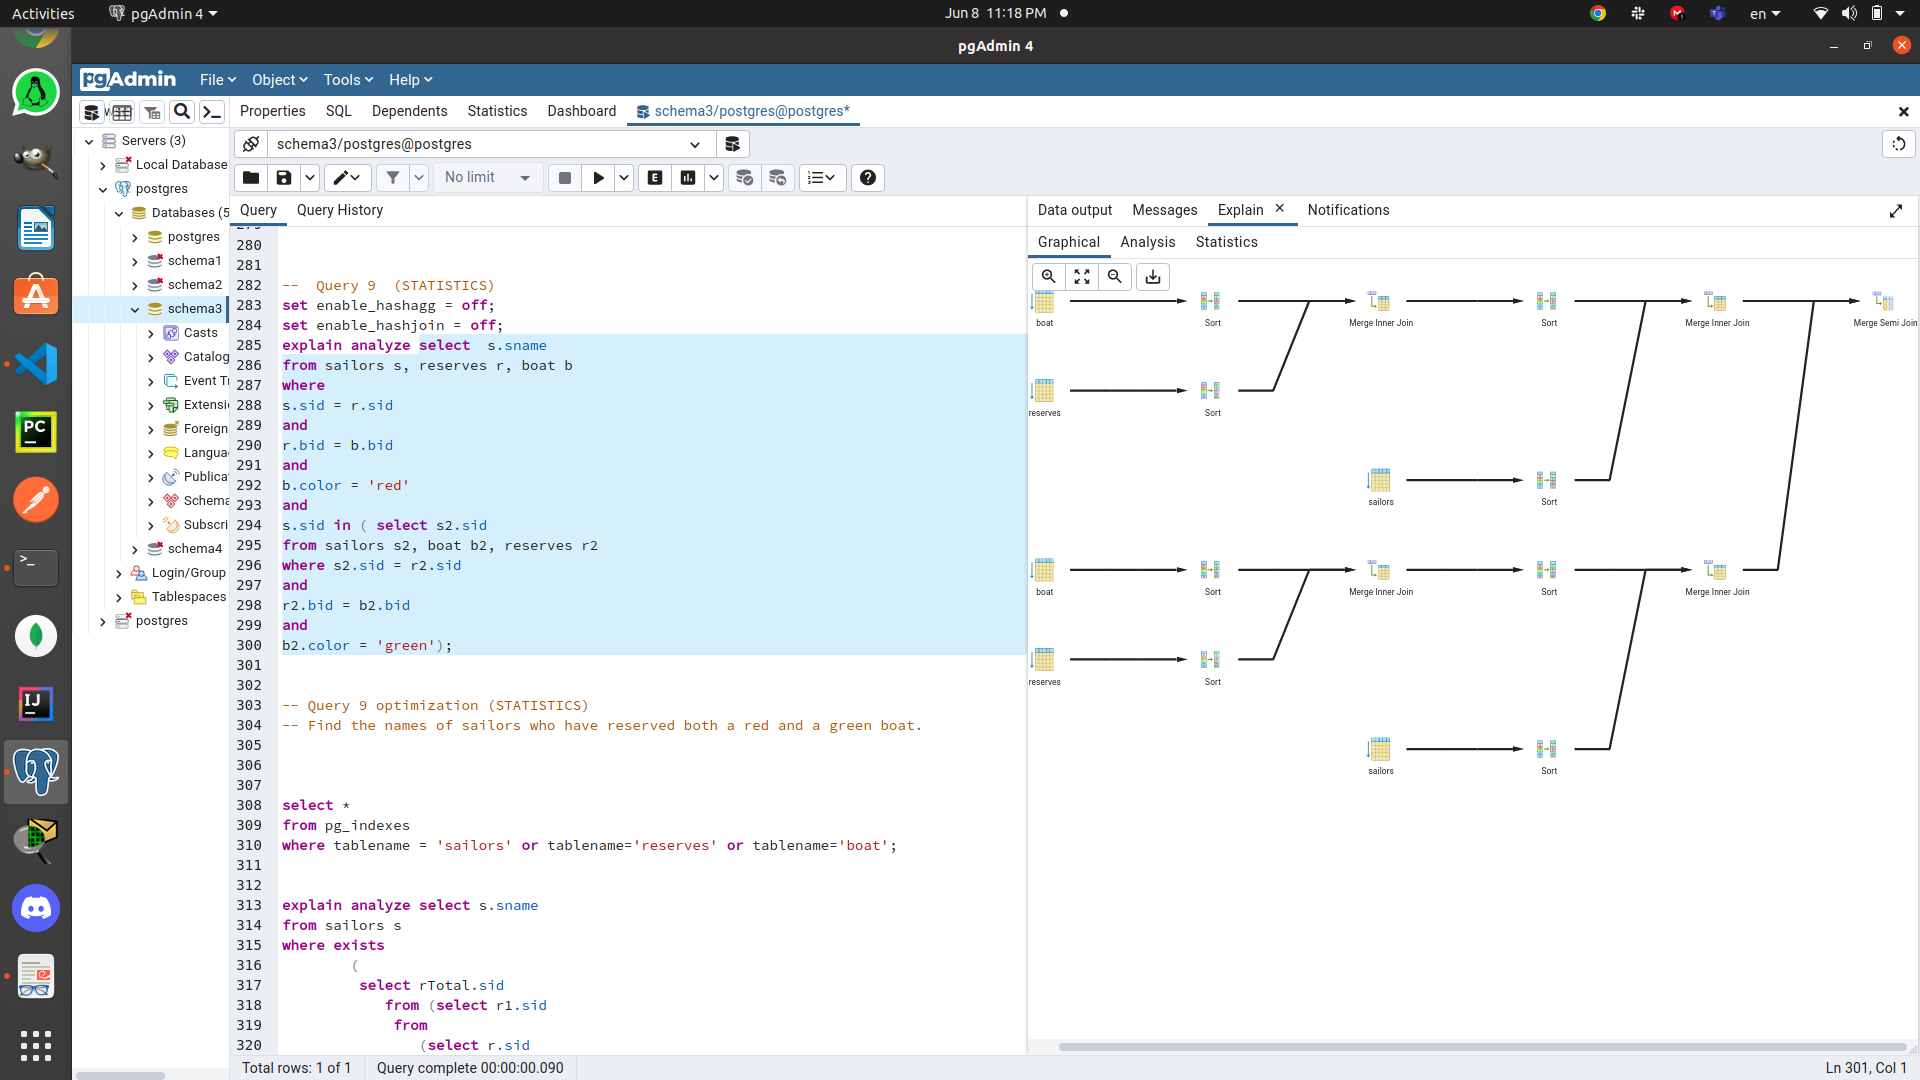 Activities
pgAdmin 4
Jun 8 11:18 PM
en
pgAdmin 4
pgAdmin
File
Object
Tools
Help
Properties
SQL
Dependents
Statistics
Dashboard
schema3/postgres@postgres*
Servers (3)
Local Database
postgres
Databases (5
postgres
schema1
schema2
schema3
Casts
Catalog
Event Tr
Extensi
Foreign
Langua
Publicat
Schema
Subscri
schema4
Login/Group
Tablespaces
postgres
schema3/postgres@postgres
No limit
E
Query
Query History
279
280
281
282 --  Query 9  (STATISTICS)
283 set enable_hashagg = off;
284 set enable_hashjoin = off;
285 explain analyze select  s.sname
286 from sailors s, reserves r, boat b
287 where
288 s.sid = r.sid
289 and
290 r.bid = b.bid
291 and
292 b.color = 'red'
293 and
294 s.sid in ( select s2.sid
295 from sailors s2, boat b2, reserves r2
296 where s2.sid = r2.sid
297 and
298 r2.bid = b2.bid
299 and
300 b2.color = 'green');
301
302
303 -- Query 9 optimization (STATISTICS)
304 -- Find the names of sailors who have reserved both a red and a green boat.
305
306
307
308 select *
309 from pg_indexes
310 where tablename = 'sailors' or tablename='reserves' or tablename='boat';
311
312
313 explain analyze select s.sname
314 from sailors s
315 where exists
316 (
317 select rTotal.sid
318 from (select r1.sid
319 from
320 (select r.sid
Data output
Messages
Explain
Notifications
Graphical
Analysis
Statistics
boat
Sort
Merge Inner Join
Sort
Merge Inner Join
Merge Semi Join
reserves
Sort
sailors
Sort
boat
Sort
Merge Inner Join
Sort
Merge Inner Join
reserves
Sort
sailors
Sort
PC
IJ
Total rows: 1 of 1
Query complete 00:00:00.090
Ln 301, Col 1